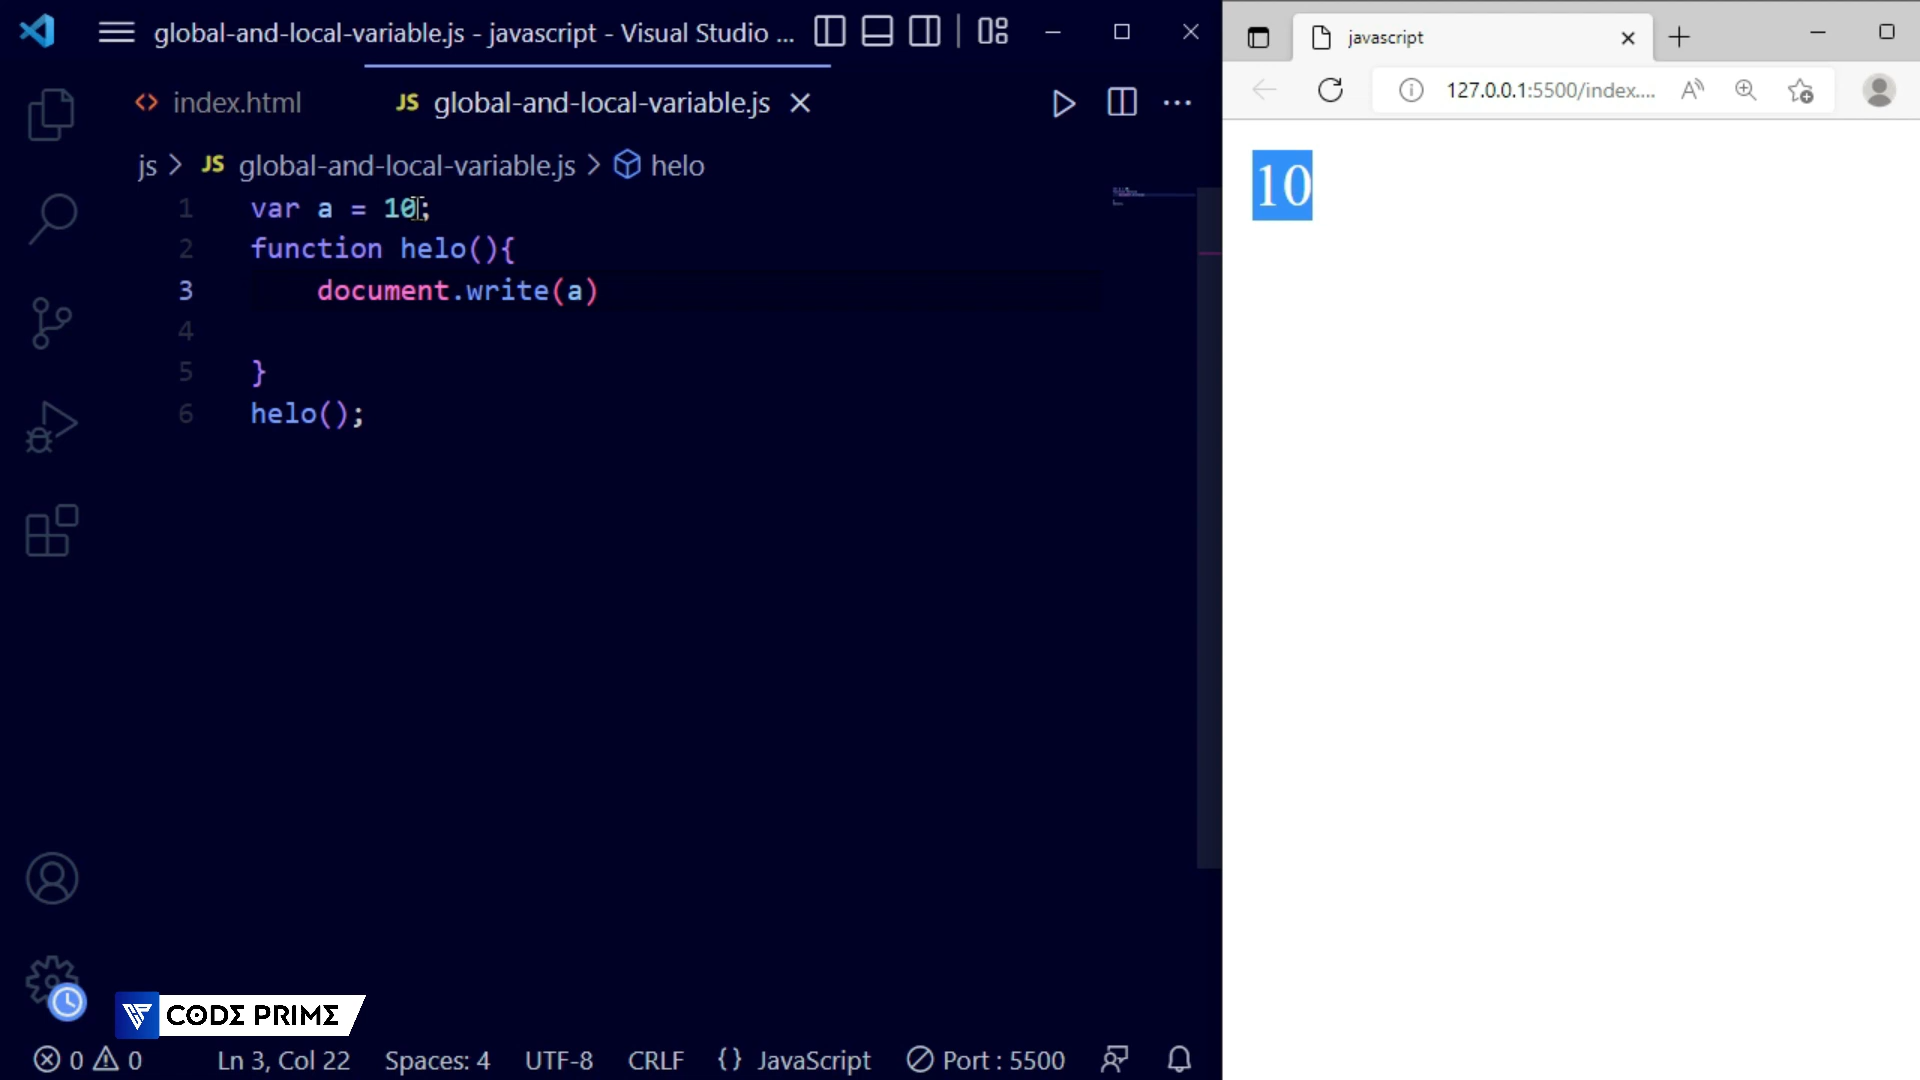 global-and-local-variable.js - javascript - Visual Studio ...
index.html
JS global-and-local-variable.js
js > JS global-and-local-variable.js > helo
1 var a = 10;
2 function helo(){
3 document.write(a)
4
5 }
6 helo();
CODΣ PRIMΣ
0 0 Ln 3, Col 22 Spaces: 4 UTF-8 CRLF {} JavaScript Port : 5500
javascript
127.0.0.1:5500/index....
10